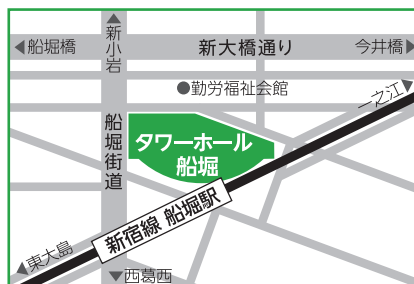 新小岩
船堀橋
新大橋通り
今井橋
勤労福祉会館
一之江
船堀街道
タワーホール
船堀
新宿線 船堀駅
東大島
西葛西